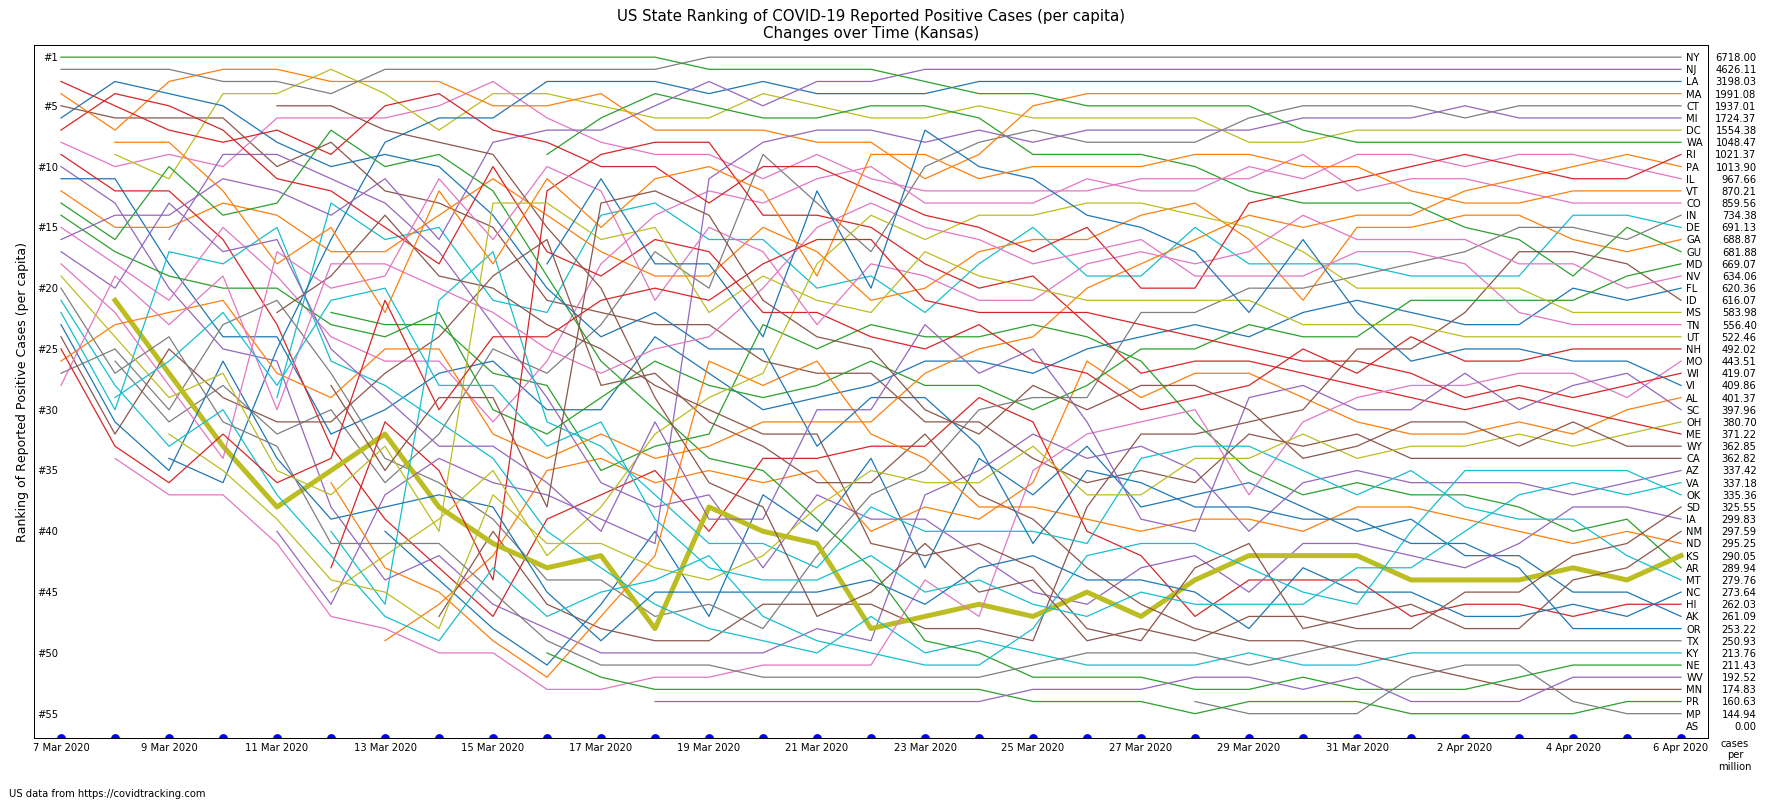 US State Ranking of COVID-19 Reported Positive Cases (per capita)
Changes over Time (Kansas)
Ranking of Reported Positive Cases (per capita)
#1
#5
#10
#15
#20
#25
#30
#35
#40
#45
#50
#55
NY 6718.00
NJ 4626.11
LA 3198.03
MA 1991.08
CT 1937.01
MI 1724.37
DC 1554.38
WA 1048.47
RI 1021.37
PA 1013.90
IL 967.66
VT 870.21
CO 859.56
IN 734.38
DE 691.13
GA 688.87
GU 681.88
MD 669.07
NV 634.06
FL 620.36
ID 616.07
MS 583.98
TN 556.40
UT 522.46
NH 492.02
MO 443.51
WI 419.07
VI 409.86
AL 401.37
SC 397.96
OH 380.70
ME 371.22
WY 362.85
CA 362.82
AZ 337.42
VA 337.18
OK 335.36
SD 325.55
IA 299.83
NM 297.59
ND 295.25
KS 290.05
AR 289.94
MT 279.76
NC 273.64
HI 262.03
AK 261.09
OR 253.22
TX 250.93
KY 213.76
NE 211.43
WV 192.52
MN 174.83
PR 160.63
MP 144.94
AS 0.00
7 Mar 2020 9 Mar 2020 11 Mar 2020 13 Mar 2020 15 Mar 2020 17 Mar 2020 19 Mar 2020 21 Mar 2020 23 Mar 2020 25 Mar 2020 27 Mar 2020 29 Mar 2020 31 Mar 2020 2 Apr 2020 4 Apr 2020 6 Apr 2020
cases
per
million
US data from https://covidtracking.com